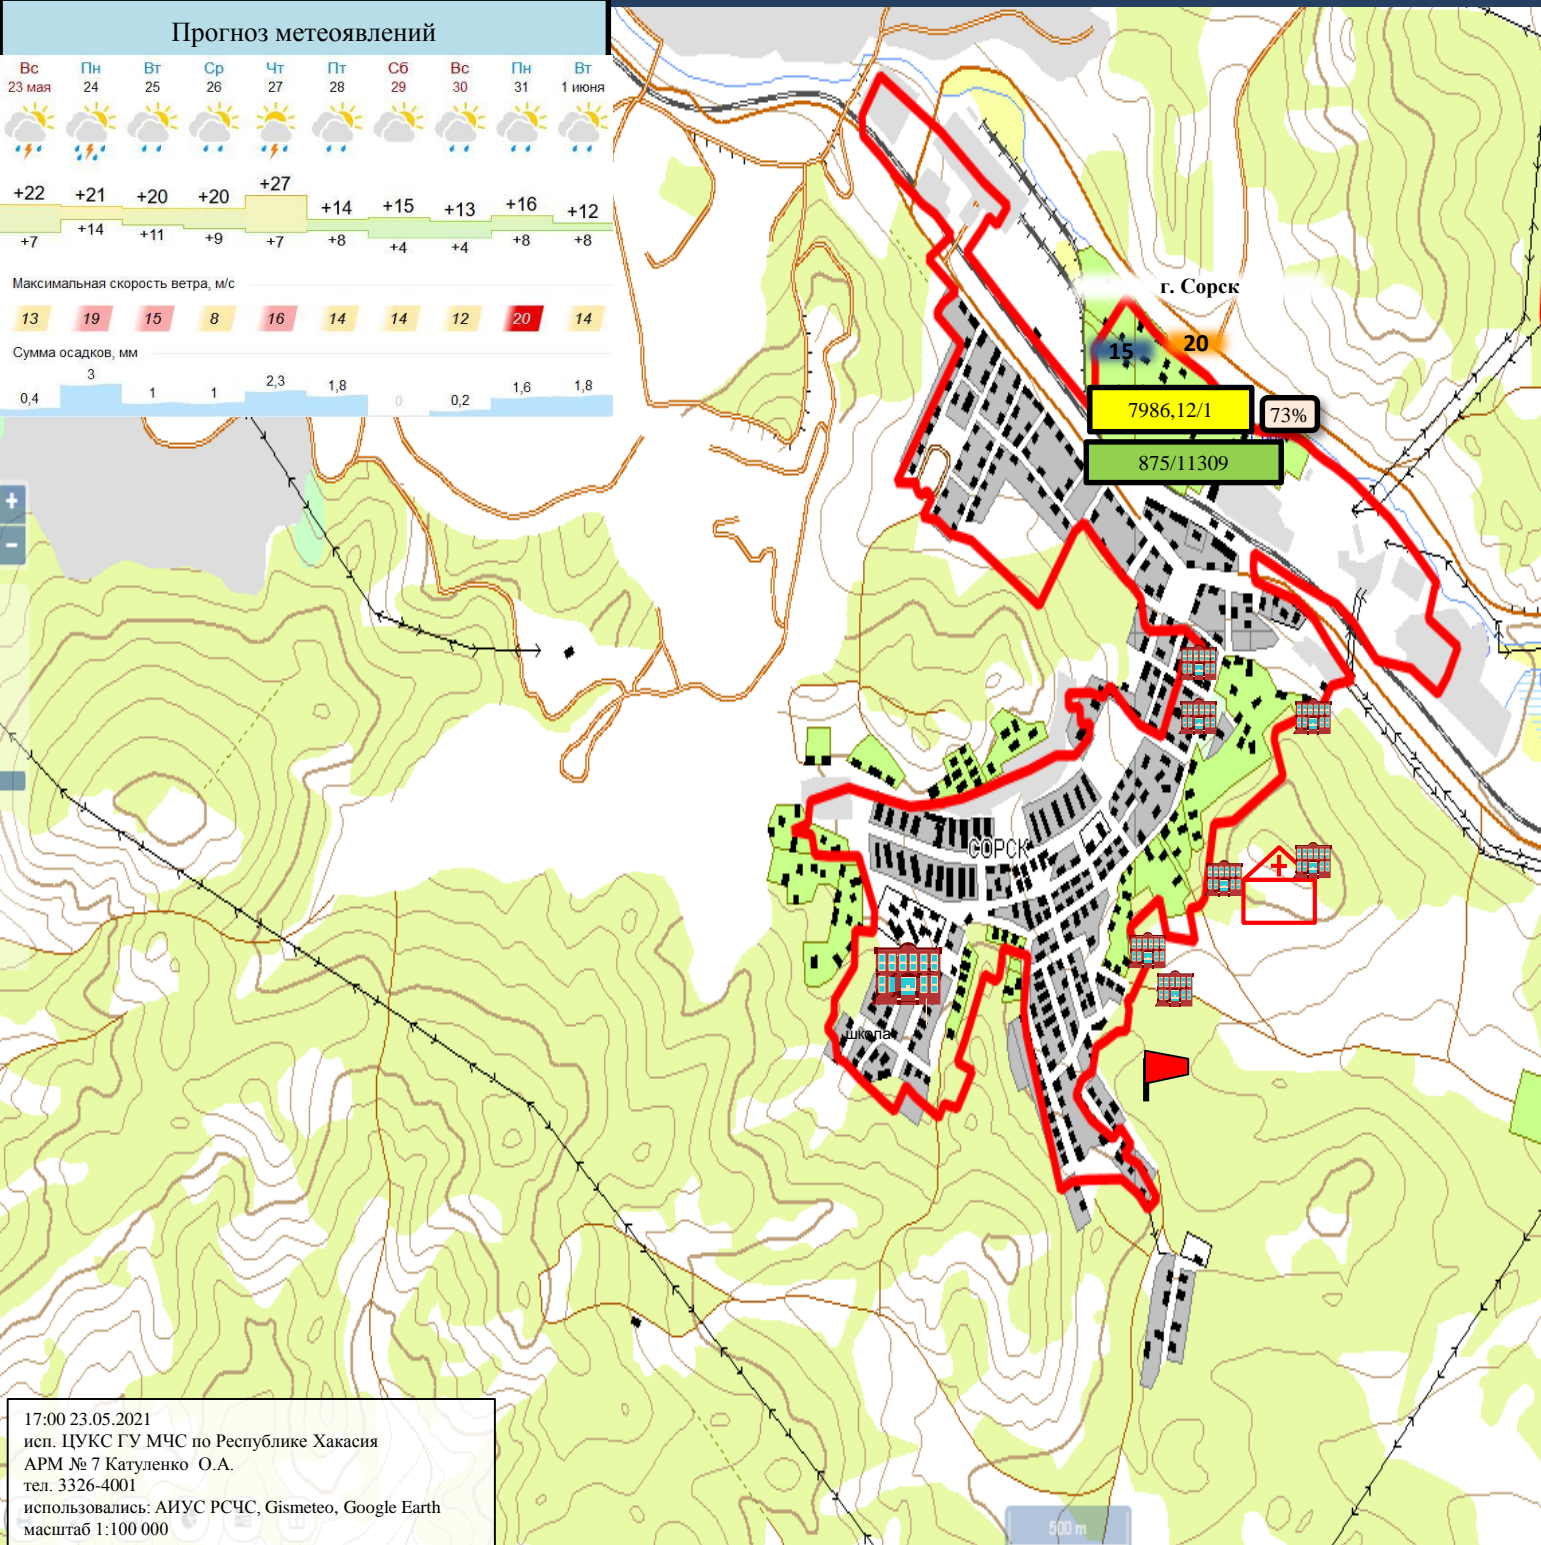 Прогноз метеоявлений
Вс Пн Вт Ср Чт Пт Сб Вс Пн Вт
23 мая 24 25 26 27 28 29 30 31 1 июня
+22 +21 +20 +20 +27 +14 +15 +13 +16 +12
+7 +14 +11 +9 +7 +8 +4 +4 +8 +8
Максимальная скорость ветра, м/с
13 19 15 8 16 14 14 12 20 14
Сумма осадков, мм
0,4 3 1 1 2,3 1,8 0 0,2 1,6 1,8
г. Сорск
15 20
7986,12/1 73%
875/11309
+
−
СОРСК
школа
17:00 23.05.2021
исп. ЦУКС ГУ МЧС по Республике Хакасия
АРМ № 7 Катуленко О.А.
тел. 3326-4001
использовались: АИУС РСЧС, Gismeteo, Google Earth
масштаб 1:100 000
500 m